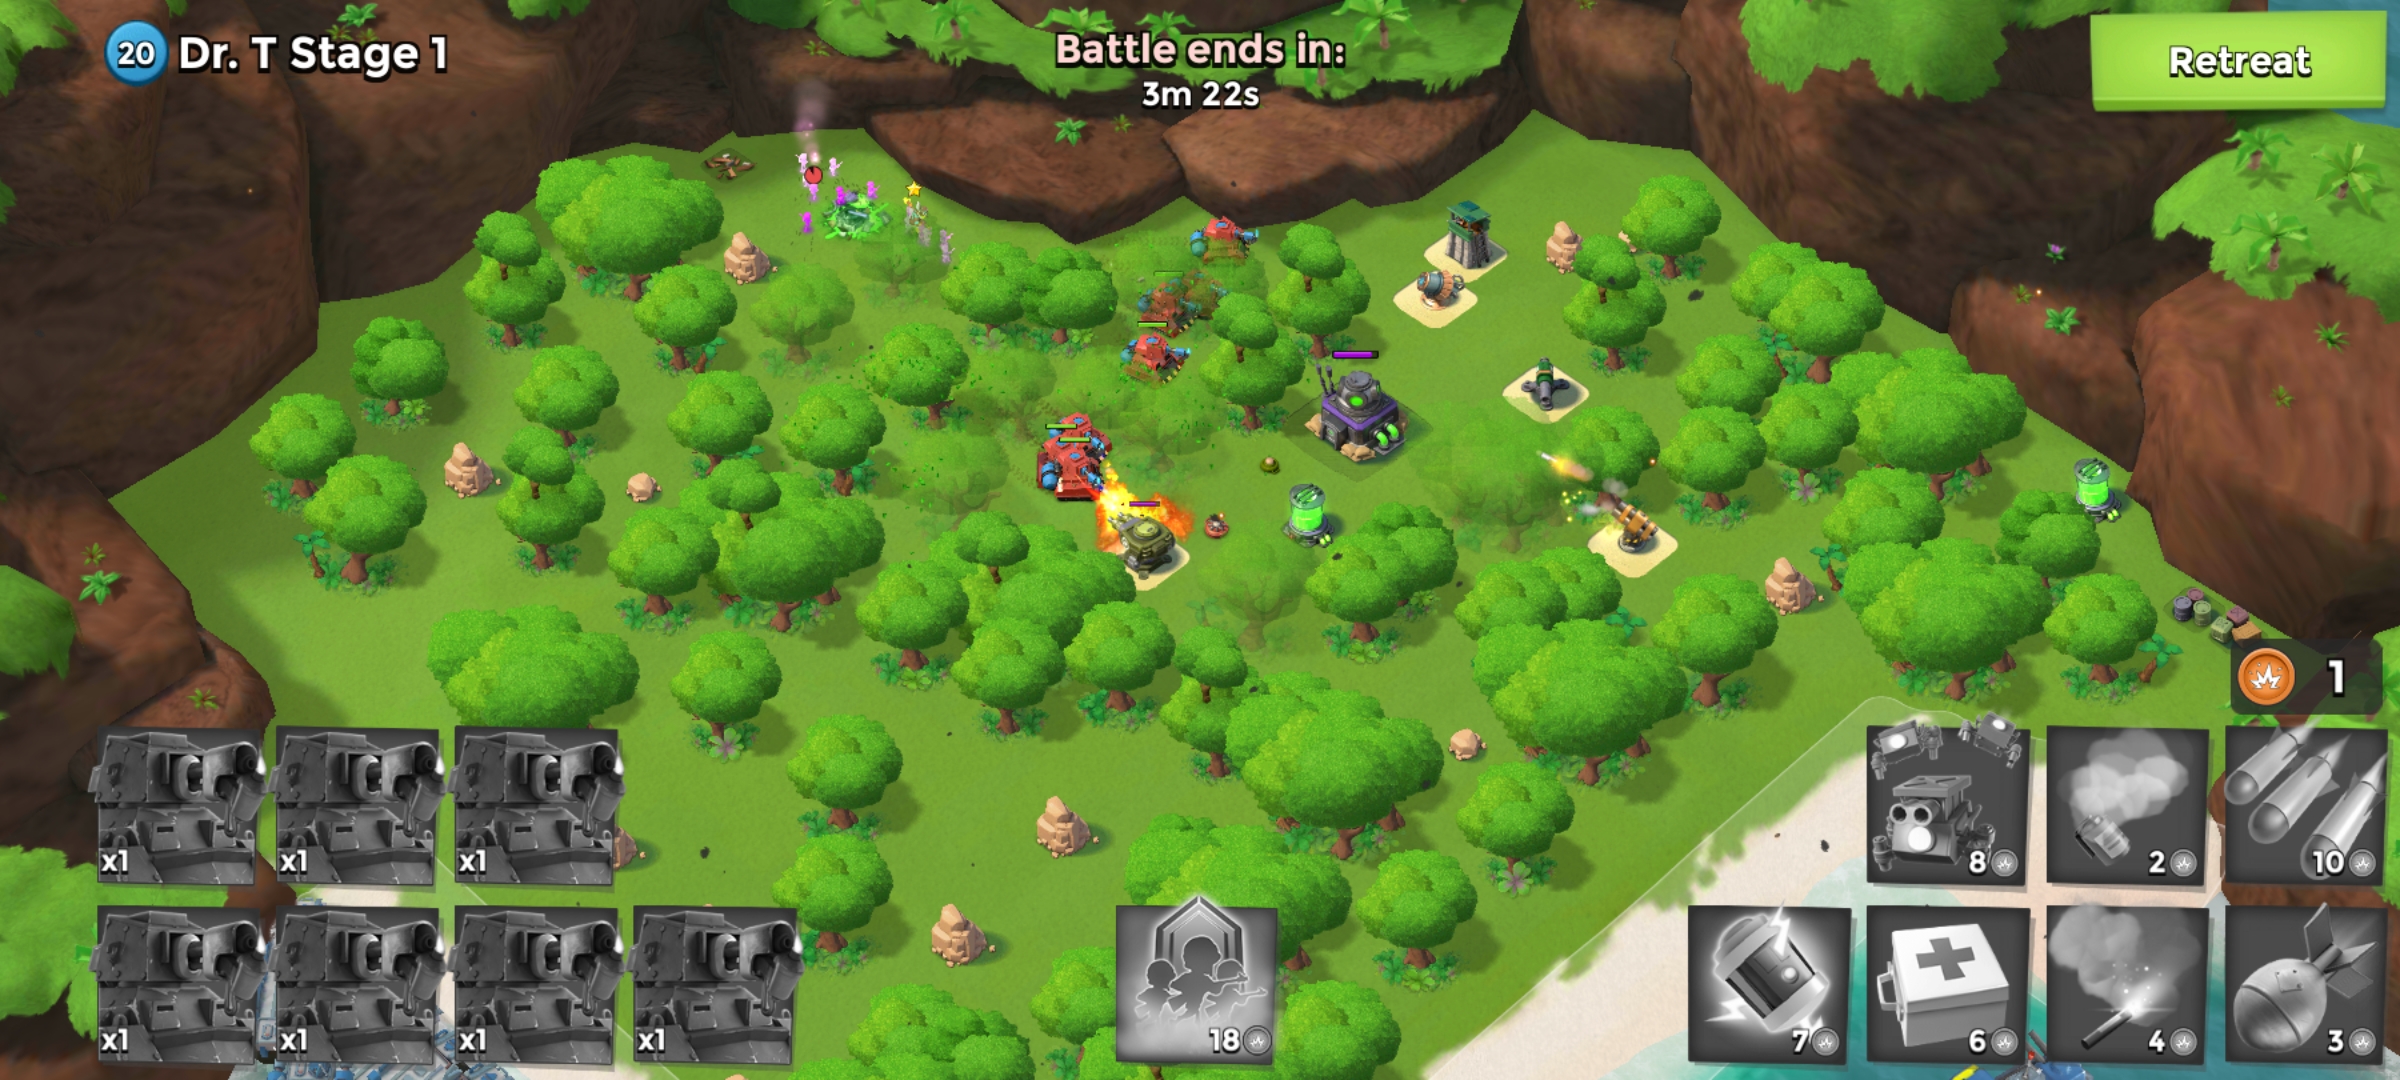 20 Dr. T Stage 1
Battle ends in:
3m 22s
Retreat
1
x1
x1
x1
8
2
10
x1
x1
x1
x1
18
7
6
4
3